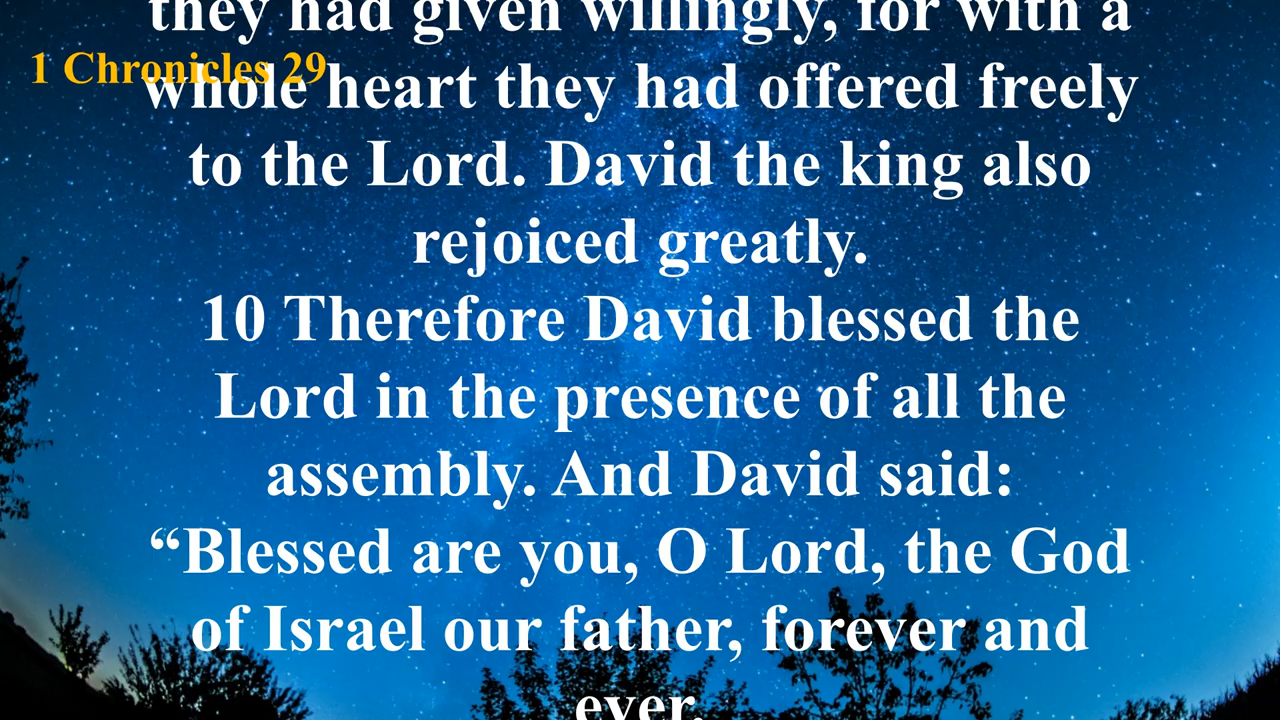 they had given willingly, for with a
1 Chronicles 29
whole heart they had offered freely
to the Lord. David the king also
rejoiced greatly.
10 Therefore David blessed the
Lord in the presence of all the
assembly. And David said:
“Blessed are you, O Lord, the God
of Israel our father, forever and
ever.